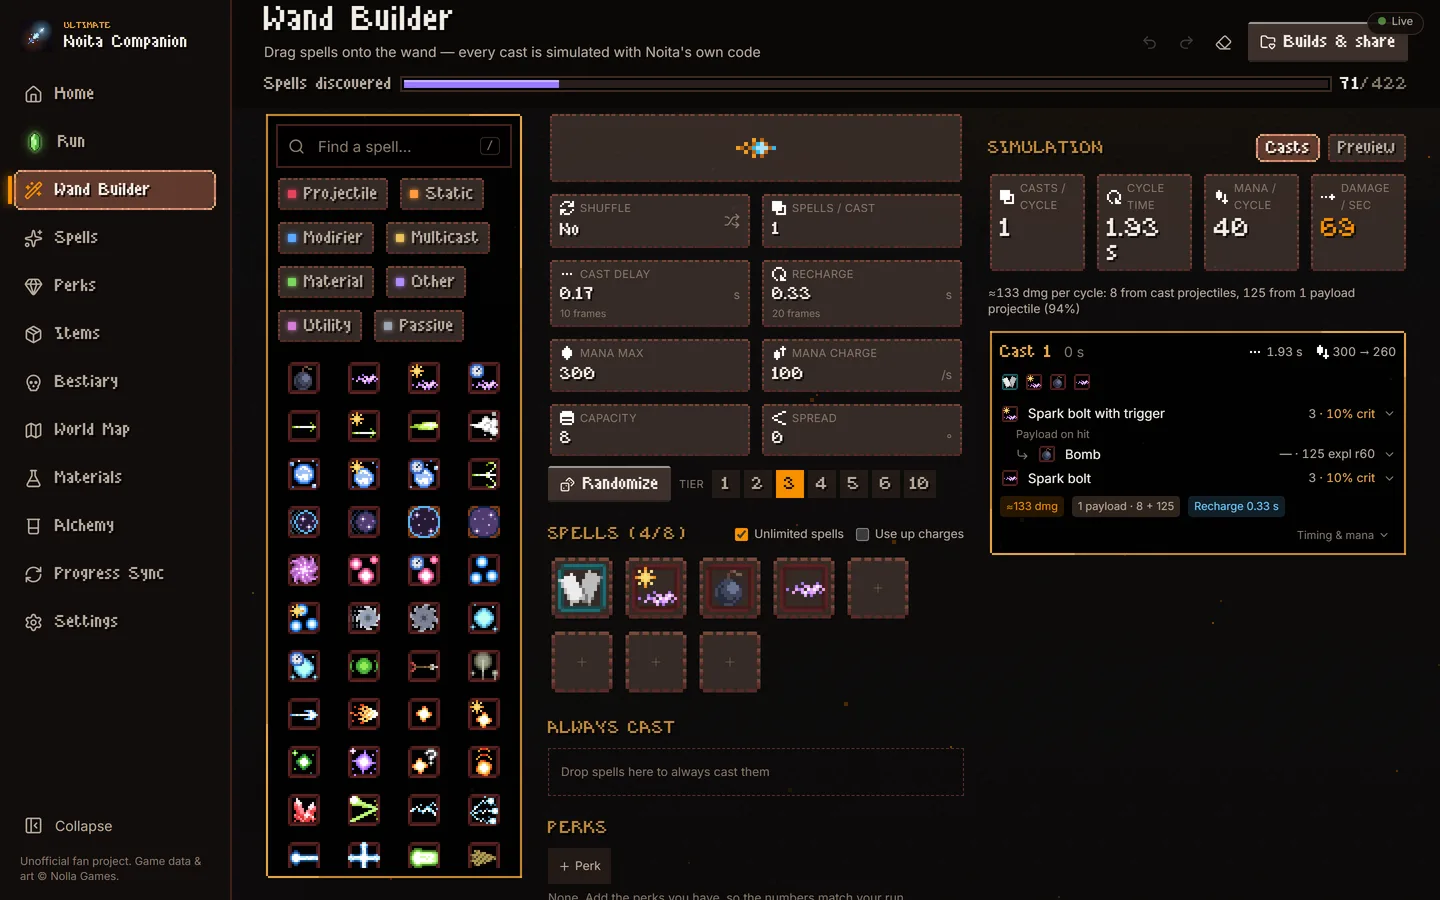 ULTIMATE
Noita Companion
Home
Run
Wand Builder
Spells
Perks
Items
Bestiary
World Map
Materials
Alchemy
Progress Sync
Settings
Collapse
Unofficial fan project. Game data &
art © Nolla Games.
Wand Builder
Drag spells onto the wand — every cast is simulated with Noita's own code
Live
Builds & share
Spells discovered
71/422
Find a spell...
/
Projectile
Static
Modifier
Multicast
Material
Other
Utility
Passive
SHUFFLE
No
SPELLS / CAST
1
CAST DELAY
0.17
s
10 frames
RECHARGE
0.33
s
20 frames
MANA MAX
300
MANA CHARGE
100
/s
CAPACITY
8
SPREAD
0
°
Randomize
TIER
1
2
3
4
5
6
10
SPELLS (4/8)
Unlimited spells
Use up charges
ALWAYS CAST
Drop spells here to always cast them
PERKS
+ Perk
None. Add the perks you have, so the numbers match your run.
SIMULATION
Casts
Preview
CASTS /
CYCLE
1
CYCLE
TIME
1.93
s
MANA /
CYCLE
40
DAMAGE
/ SEC
69
≈133 dmg per cycle: 8 from cast projectiles, 125 from 1 payload
projectile (94%)
Cast 1
0 s
1.93 s
300 → 260
Spark bolt with trigger
3 · 10% crit
Payload on hit
Bomb
— · 125 expl r60
Spark bolt
3 · 10% crit
≈133 dmg
1 payload · 8 + 125
Recharge 0.33 s
Timing & mana